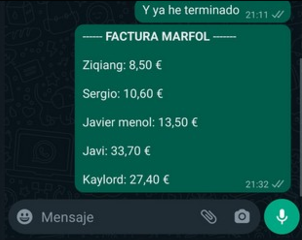 Y ya he terminado 21:11
------ FACTURA MARFOL -------
Ziqiang: 8,50 €
Sergio: 10,60 €
Javier menol: 13,50 €
Javi: 33,70 €
Kaylord: 27,40 €
21:32
Mensaje